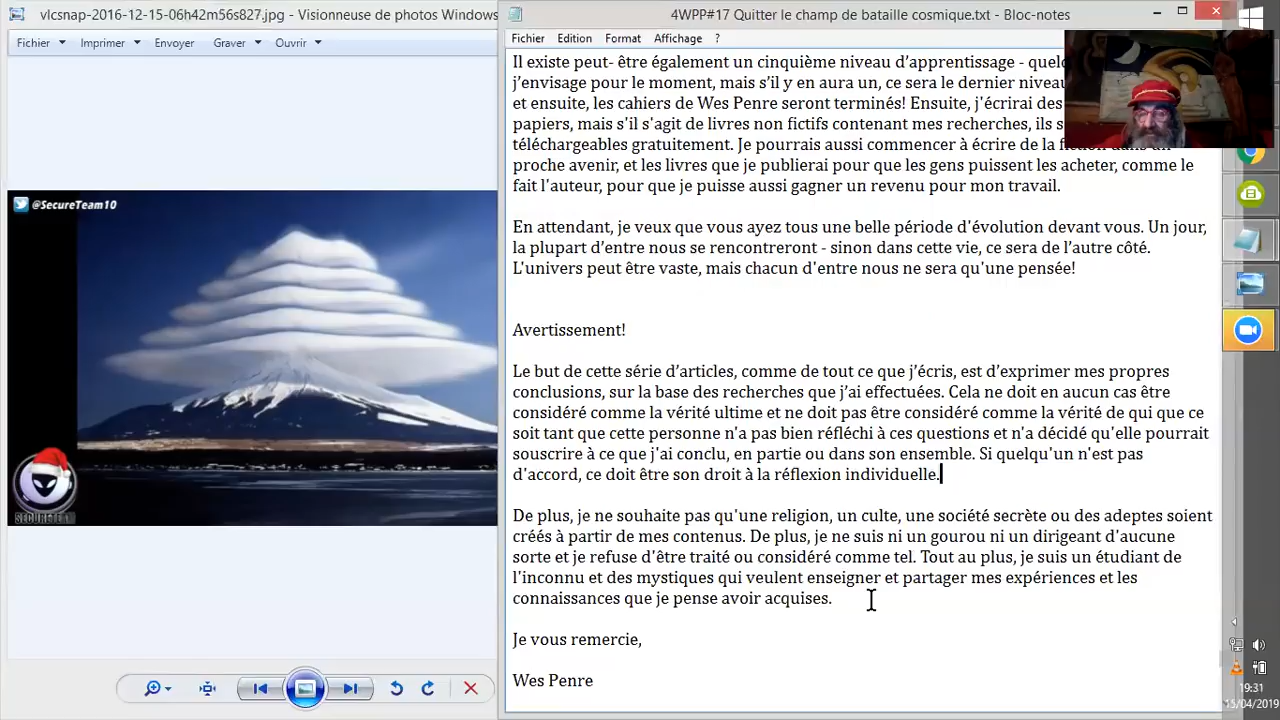 vlcsnap-2016-12-15-06h42m56s827.jpg - Visionneuse de photos Windows
Fichier Imprimer Envoyer Graver Ouvrir
@SecureTeam10
SECURETEAM
4WPP#17 Quitter le champ de bataille cosmique.txt - Bloc-notes
Fichier Edition Format Affichage ?
Il existe peut- être également un cinquième niveau d’apprentissage -
j’envisage pour le moment, mais s’il y en aura un, ce sera le dernier
et ensuite, les cahiers de Wes Penre seront terminés! Ensuite, j'écrirai des
papiers, mais s'il s'agit de livres non fictifs contenant mes recherches, ils
téléchargeables gratuitement. Je pourrais aussi commencer à écrire de la fiction dans un
proche avenir, et les livres que je publierai pour que les gens puissent les acheter, comme le
fait l'auteur, pour que je puisse aussi gagner un revenu pour mon travail.
En attendant, je veux que vous ayez tous une belle période d'évolution devant vous. Un jour,
la plupart d’entre nous se rencontreront - sinon dans cette vie, ce sera de l’autre côté.
L'univers peut être vaste, mais chacun d'entre nous ne sera qu'une pensée!
Avertissement!
Le but de cette série d’articles, comme de tout ce que j’écris, est d’exprimer mes propres
conclusions, sur la base des recherches que j’ai effectuées. Cela ne doit en aucun cas être
considéré comme la vérité ultime et ne doit pas être considéré comme la vérité de qui que ce
soit tant que cette personne n'a pas bien réfléchi à ces questions et n'a décidé qu'elle pourrait
souscrire à ce que j'ai conclu, en partie ou dans son ensemble. Si quelqu'un n'est pas
d'accord, ce doit être son droit à la réflexion individuelle.
De plus, je ne souhaite pas qu'une religion, un culte, une société secrète ou des adeptes soient
créés à partir de mes contenus. De plus, je ne suis ni un gourou ni un dirigeant d'aucune
sorte et je refuse d'être traité ou considéré comme tel. Tout au plus, je suis un étudiant de
l'inconnu et des mystiques qui veulent enseigner et partager mes expériences et les
connaissances que je pense avoir acquises.
Je vous remercie,
Wes Penre
19:31
15/04/2019